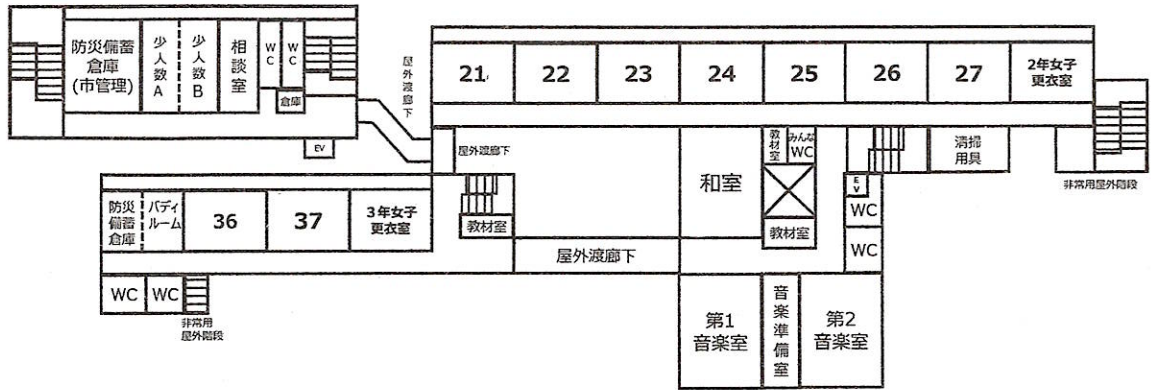 防災備蓄
倉庫
(市管理)
少人数A
少人数B
相談室
WC
WC
倉庫
EV
屋外渡廊下
21
22
23
24
25
26
27
2年女子
更衣室
屋外渡廊下
和室
教材室
みんな
WC
清掃
用具
非常用屋外階段
EV
WC
WC
教材室
防災
備蓄
倉庫
バディ
ルーム
36
37
3年女子
更衣室
教材室
屋外渡廊下
WC
WC
非常用
屋外階段
第1
音楽室
音楽準備室
第2
音楽室